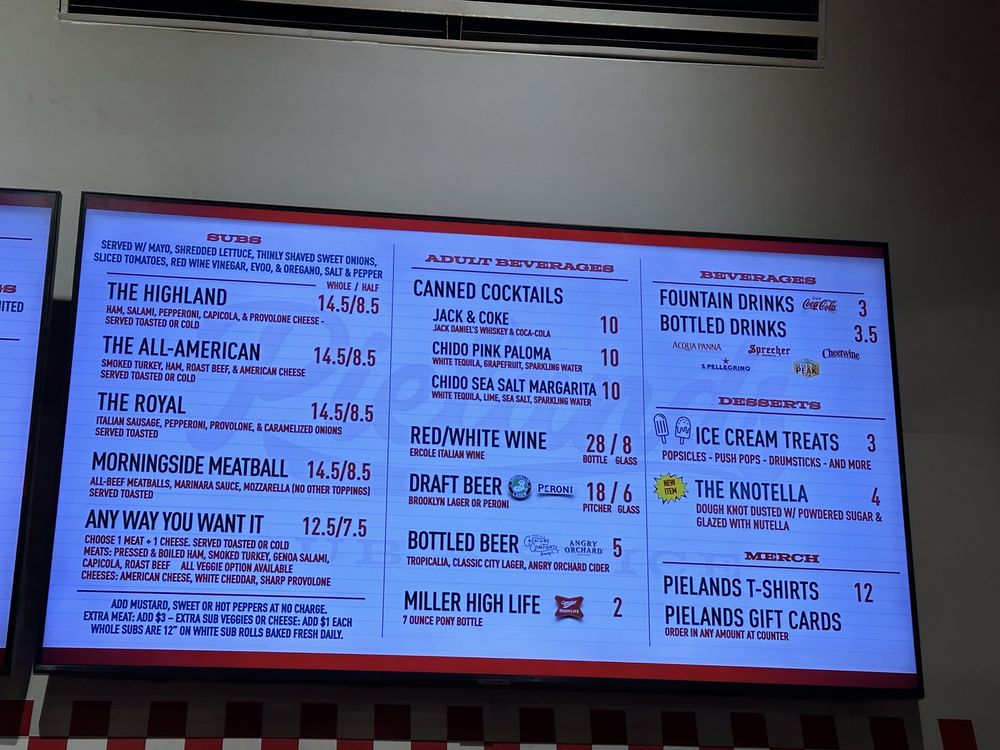 SUBS
SERVED W/ MAYO, SHREDDED LETTUCE, THINLY SHAVED SWEET ONIONS,
SLICED TOMATOES, RED WINE VINEGAR, EVOO, & OREGANO, SALT & PEPPER
WHOLE / HALF
THE HIGHLAND 14.5/8.5
HAM, SALAMI, PEPPERONI, CAPICOLA, & PROVOLONE CHEESE -
SERVED TOASTED OR COLD
THE ALL-AMERICAN 14.5/8.5
SMOKED TURKEY, HAM, ROAST BEEF, & AMERICAN CHEESE
SERVED TOASTED OR COLD
THE ROYAL 14.5/8.5
ITALIAN SAUSAGE, PEPPERONI, PROVOLONE, & CARAMELIZED ONIONS
SERVED TOASTED
MORNINGSIDE MEATBALL 14.5/8.5
ALL-BEEF MEATBALLS, MARINARA SAUCE, MOZZARELLA (NO OTHER TOPPINGS)
SERVED TOASTED
ANY WAY YOU WANT IT 12.5/7.5
CHOOSE 1 MEAT + 1 CHEESE. SERVED TOASTED OR COLD
MEATS: PRESSED & BOILED HAM, SMOKED TURKEY, GENOA SALAMI,
CAPICOLA, ROAST BEEF ALL VEGGIE OPTION AVAILABLE
CHEESES: AMERICAN CHEESE, WHITE CHEDDAR, SHARP PROVOLONE
ADD MUSTARD, SWEET OR HOT PEPPERS AT NO CHARGE.
EXTRA MEAT: ADD $3 – EXTRA SUB VEGGIES OR CHEESE: ADD $1 EACH
WHOLE SUBS ARE 12" ON WHITE SUB ROLLS BAKED FRESH DAILY.
ADULT BEVERAGES
CANNED COCKTAILS
JACK & COKE 10
JACK DANIEL'S WHISKEY & COCA-COLA
CHIDO PINK PALOMA 10
WHITE TEQUILA, GRAPEFRUIT, SPARKLING WATER
CHIDO SEA SALT MARGARITA 10
WHITE TEQUILA, LIME, SEA SALT, SPARKLING WATER
RED/WHITE WINE 28 / 8
ERCOLE ITALIAN WINE BOTTLE GLASS
DRAFT BEER PERONI 18 / 6
BROOKLYN LAGER OR PERONI PITCHER GLASS
BOTTLED BEER CREATURE COMFORTS ANGRY ORCHARD 5
TROPICALIA, CLASSIC CITY LAGER, ANGRY ORCHARD CIDER
MILLER HIGH LIFE HIGH LIFE 2
7 OUNCE PONY BOTTLE
BEVERAGES
FOUNTAIN DRINKS Coca-Cola 3
BOTTLED DRINKS 3.5
ACQUA PANNA Sprecher Cheerwine
S.PELLEGRINO PEAK
DESSERTS
ICE CREAM TREATS 3
POPSICLES - PUSH POPS - DRUMSTICKS - AND MORE
NEW ITEM
THE KNOTELLA 4
DOUGH KNOT DUSTED W/ POWDERED SUGAR &
GLAZED WITH NUTELLA
MERCH
PIELANDS T-SHIRTS 12
PIELANDS GIFT CARDS
ORDER IN ANY AMOUNT AT COUNTER